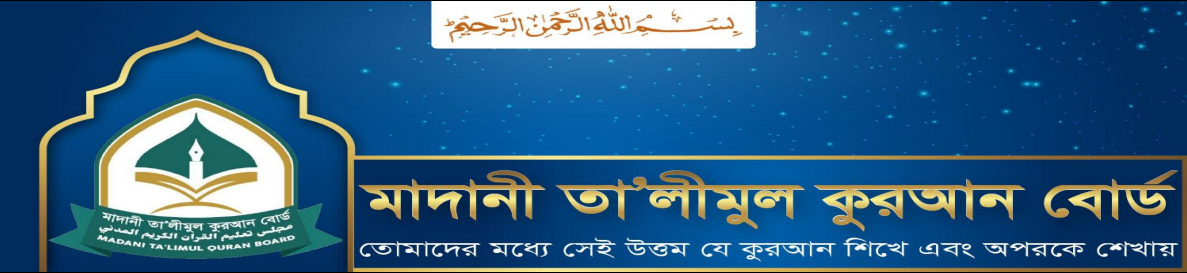 بِسْمِ اللهِ الرَّحْمٰنِ الرَّحِيْمِ
মাদানী তা’লীমুল কুরআন বোর্ড
مجلس تعليم القرآن الكريم المدني
MADANI TA'LIMUL QURAN BOARD
মাদানী তা’লীমুল কুরআন বোর্ড
তোমাদের মধ্যে সেই উত্তম যে কুরআন শিখে এবং অপরকে শেখায়